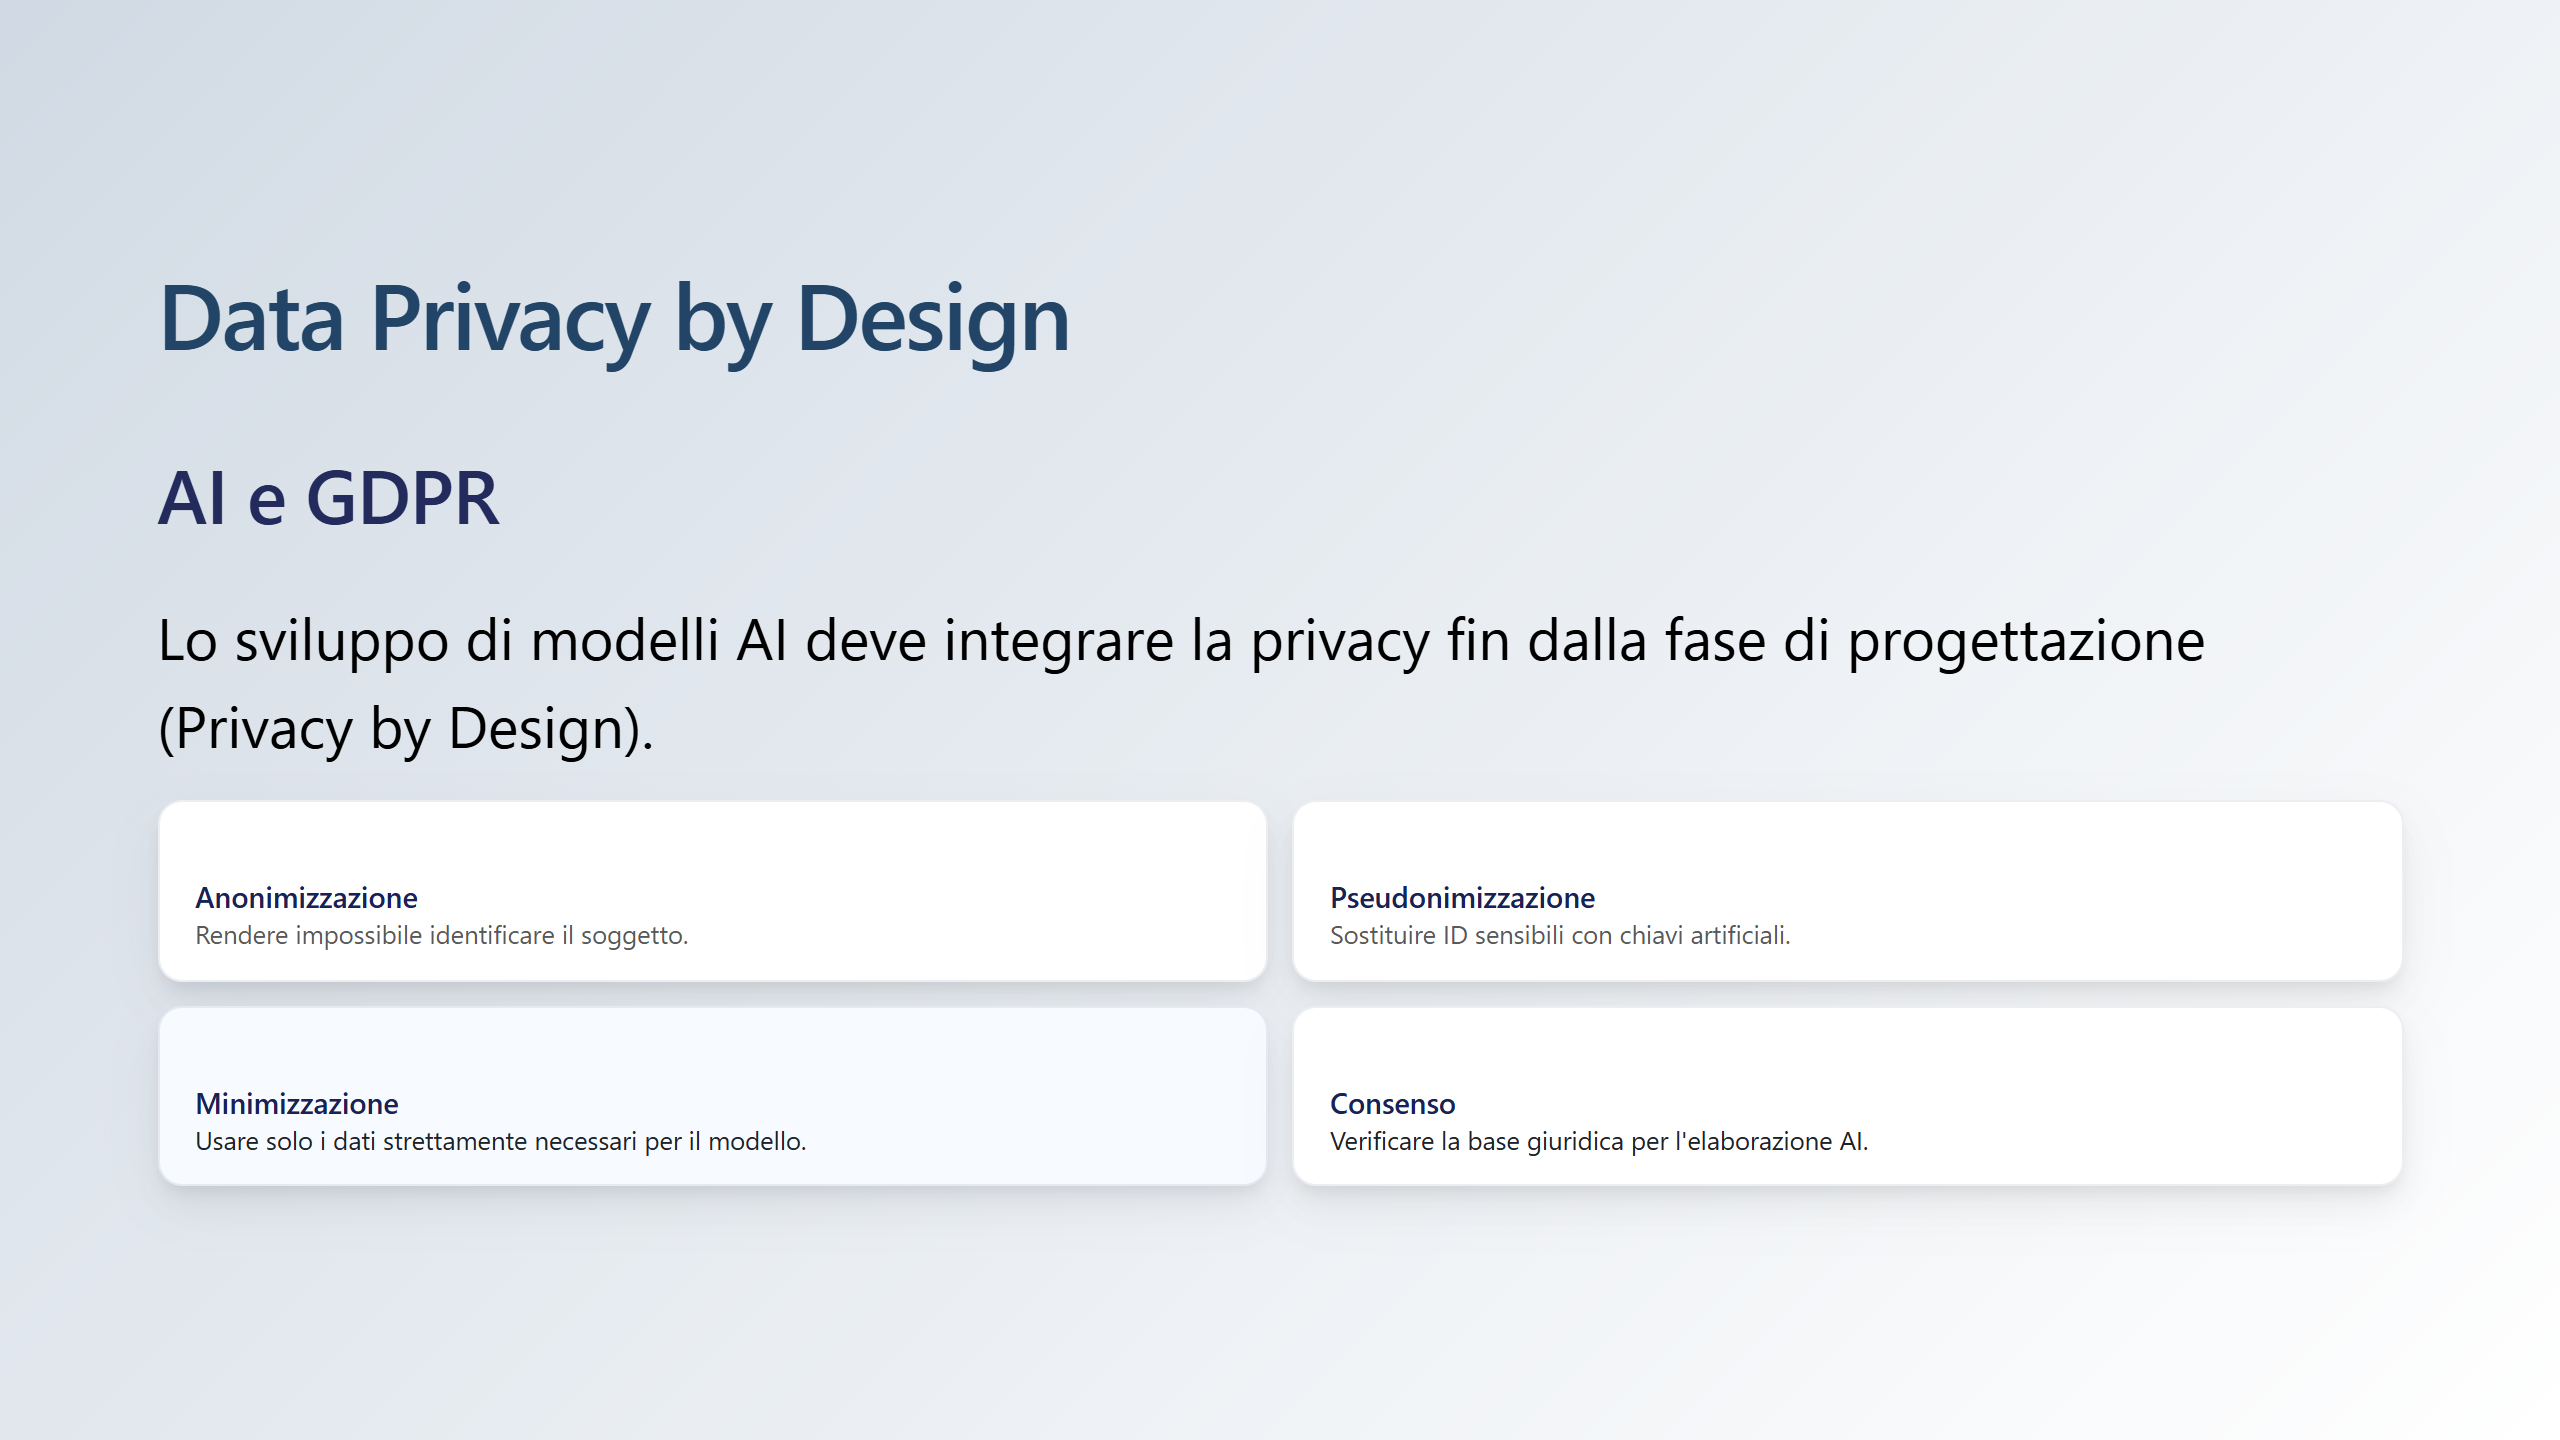 Data Privacy by Design
AI e GDPR
Lo sviluppo di modelli AI deve integrare la privacy fin dalla fase di progettazione
(Privacy by Design).
Anonimizzazione
Rendere impossibile identificare il soggetto.
Pseudonimizzazione
Sostituire ID sensibili con chiavi artificiali.
Minimizzazione
Usare solo i dati strettamente necessari per il modello.
Consenso
Verificare la base giuridica per l'elaborazione AI.